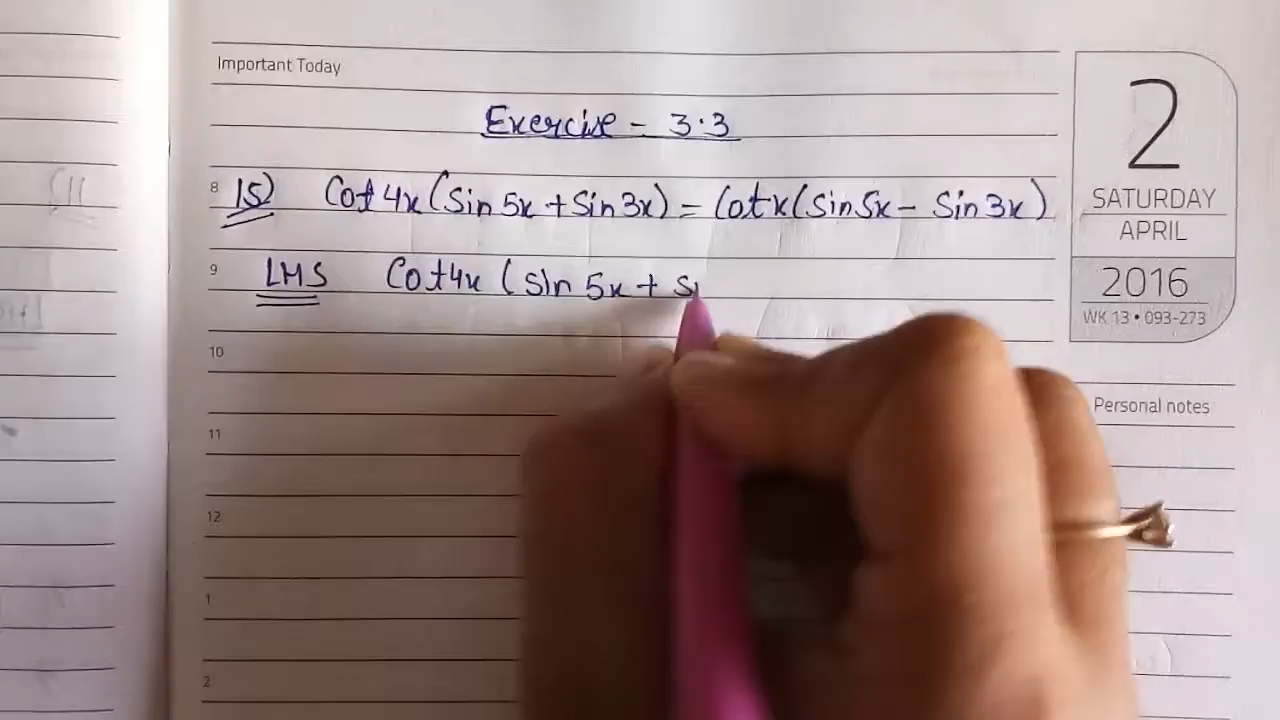 Important Today
Exercise - 3.3
8 15) Cot 4x (Sin 5x + Sin 3x) = Cot x (Sin 5x - Sin 3x)
9 LHS Cot 4x (Sin 5x + S
10
11
12
1
2
2
SATURDAY
APRIL
2016
WK 13 • 093-273
Personal notes